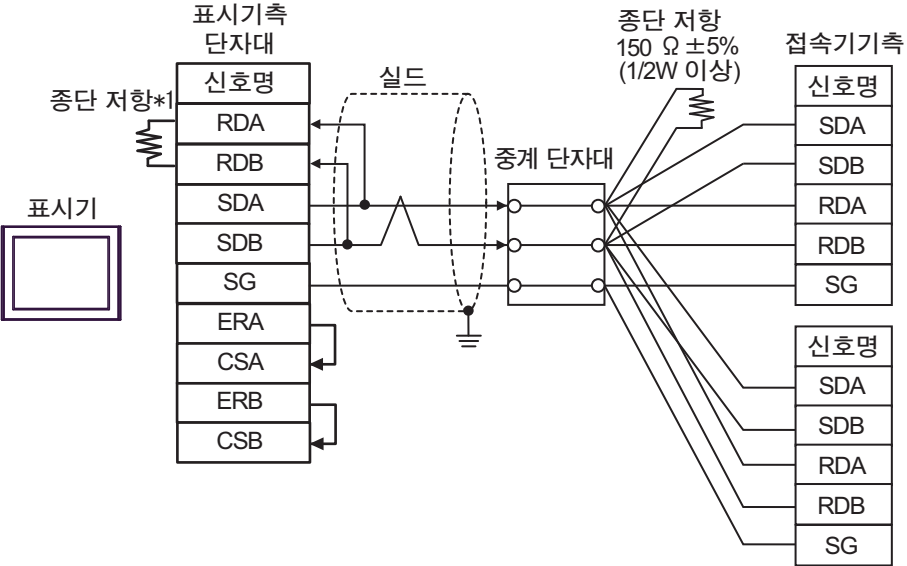 표시기측
단자대
종단 저항*1
표시기
신호명
RDA
RDB
SDA
SDB
SG
ERA
CSA
ERB
CSB
실드
중계 단자대
종단 저항
150 Ω ±5%
(1/2W 이상)
접속기기측
신호명
SDA
SDB
RDA
RDB
SG
신호명
SDA
SDB
RDA
RDB
SG